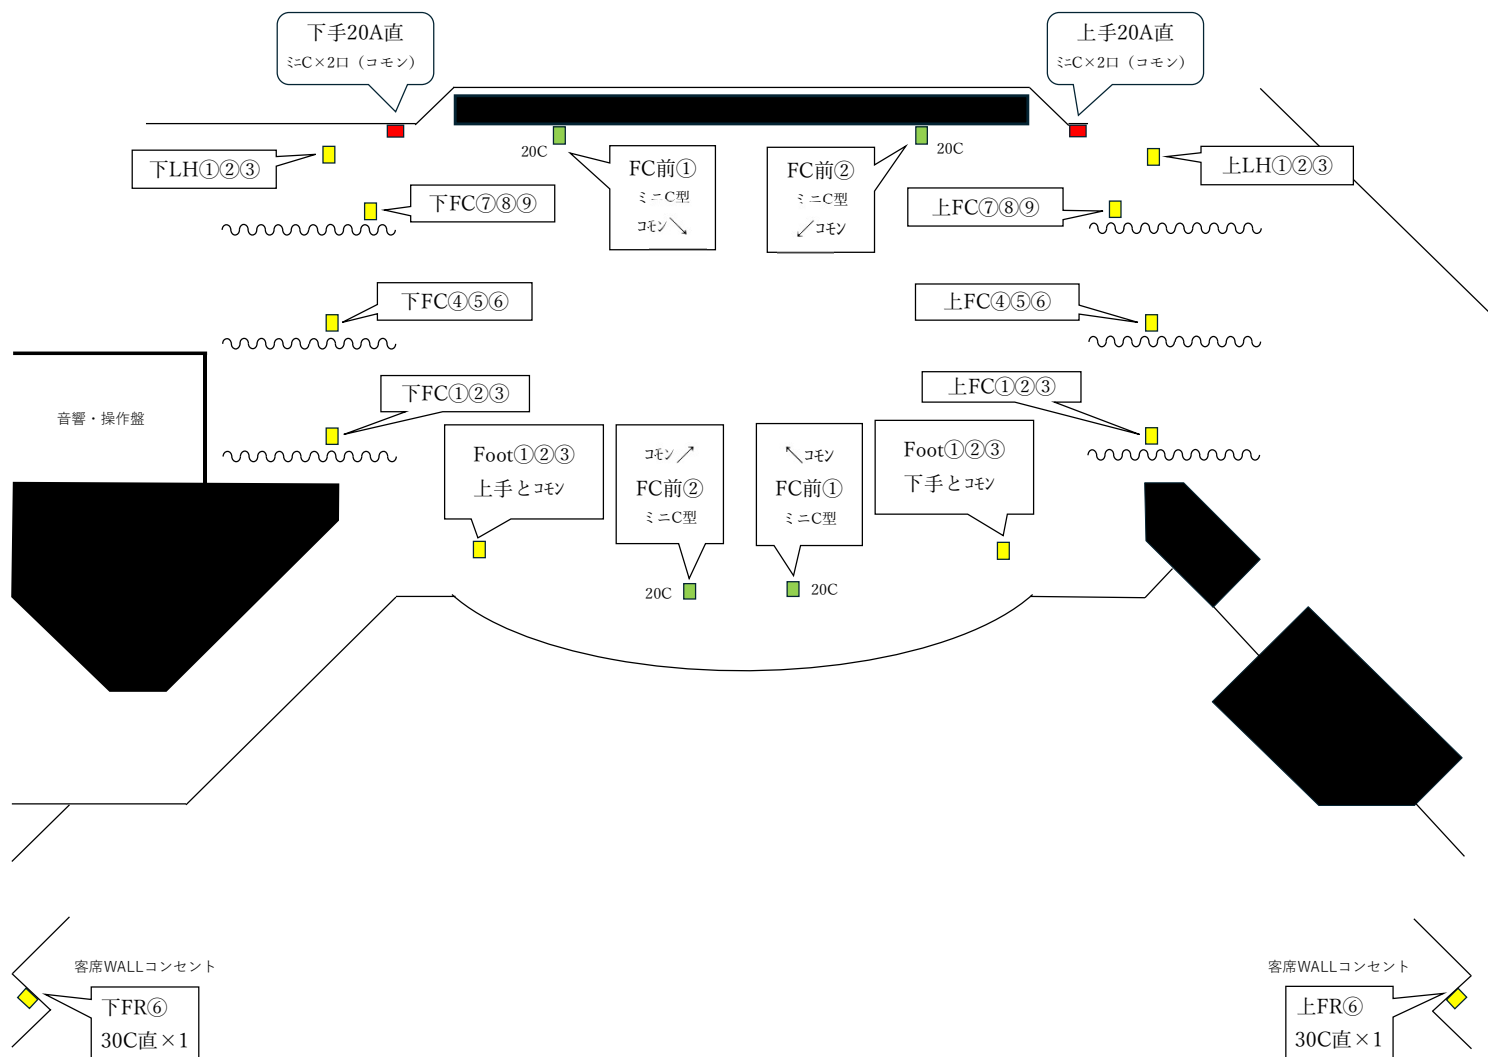 下手20A直
ﾐﾆC×2口（コモン）
上手20A直
ﾐﾆC×2口（コモン）
20C
20C
下LH①②③
FC前①
ミニC型
ｺﾓﾝ↘
FC前②
ミニC型
↙ｺﾓﾝ
上LH①②③
下FC⑦⑧⑨
上FC⑦⑧⑨
下FC④⑤⑥
上FC④⑤⑥
下FC①②③
上FC①②③
音響・操作盤
Foot①②③
上手とｺﾓﾝ
ｺﾓﾝ↗
FC前②
ミニC型
↖ｺﾓﾝ
FC前①
ミニC型
Foot①②③
下手とｺﾓﾝ
20C
20C
客席WALLコンセント
下FR⑥
30C直×1
客席WALLコンセント
上FR⑥
30C直×1